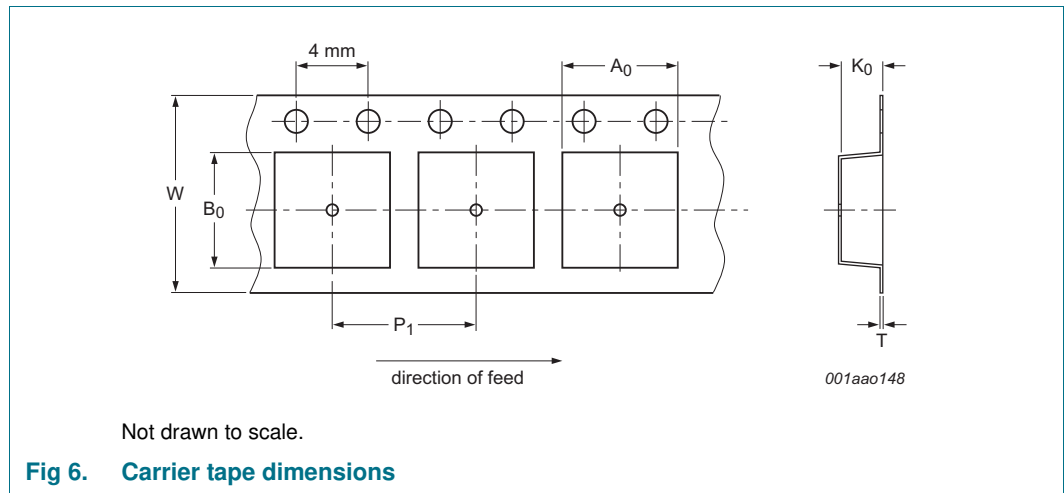 4 mm
A0
K0
W
B0
P1
T
direction of feed
001aao148
Not drawn to scale.
Fig 6. Carrier tape dimensions